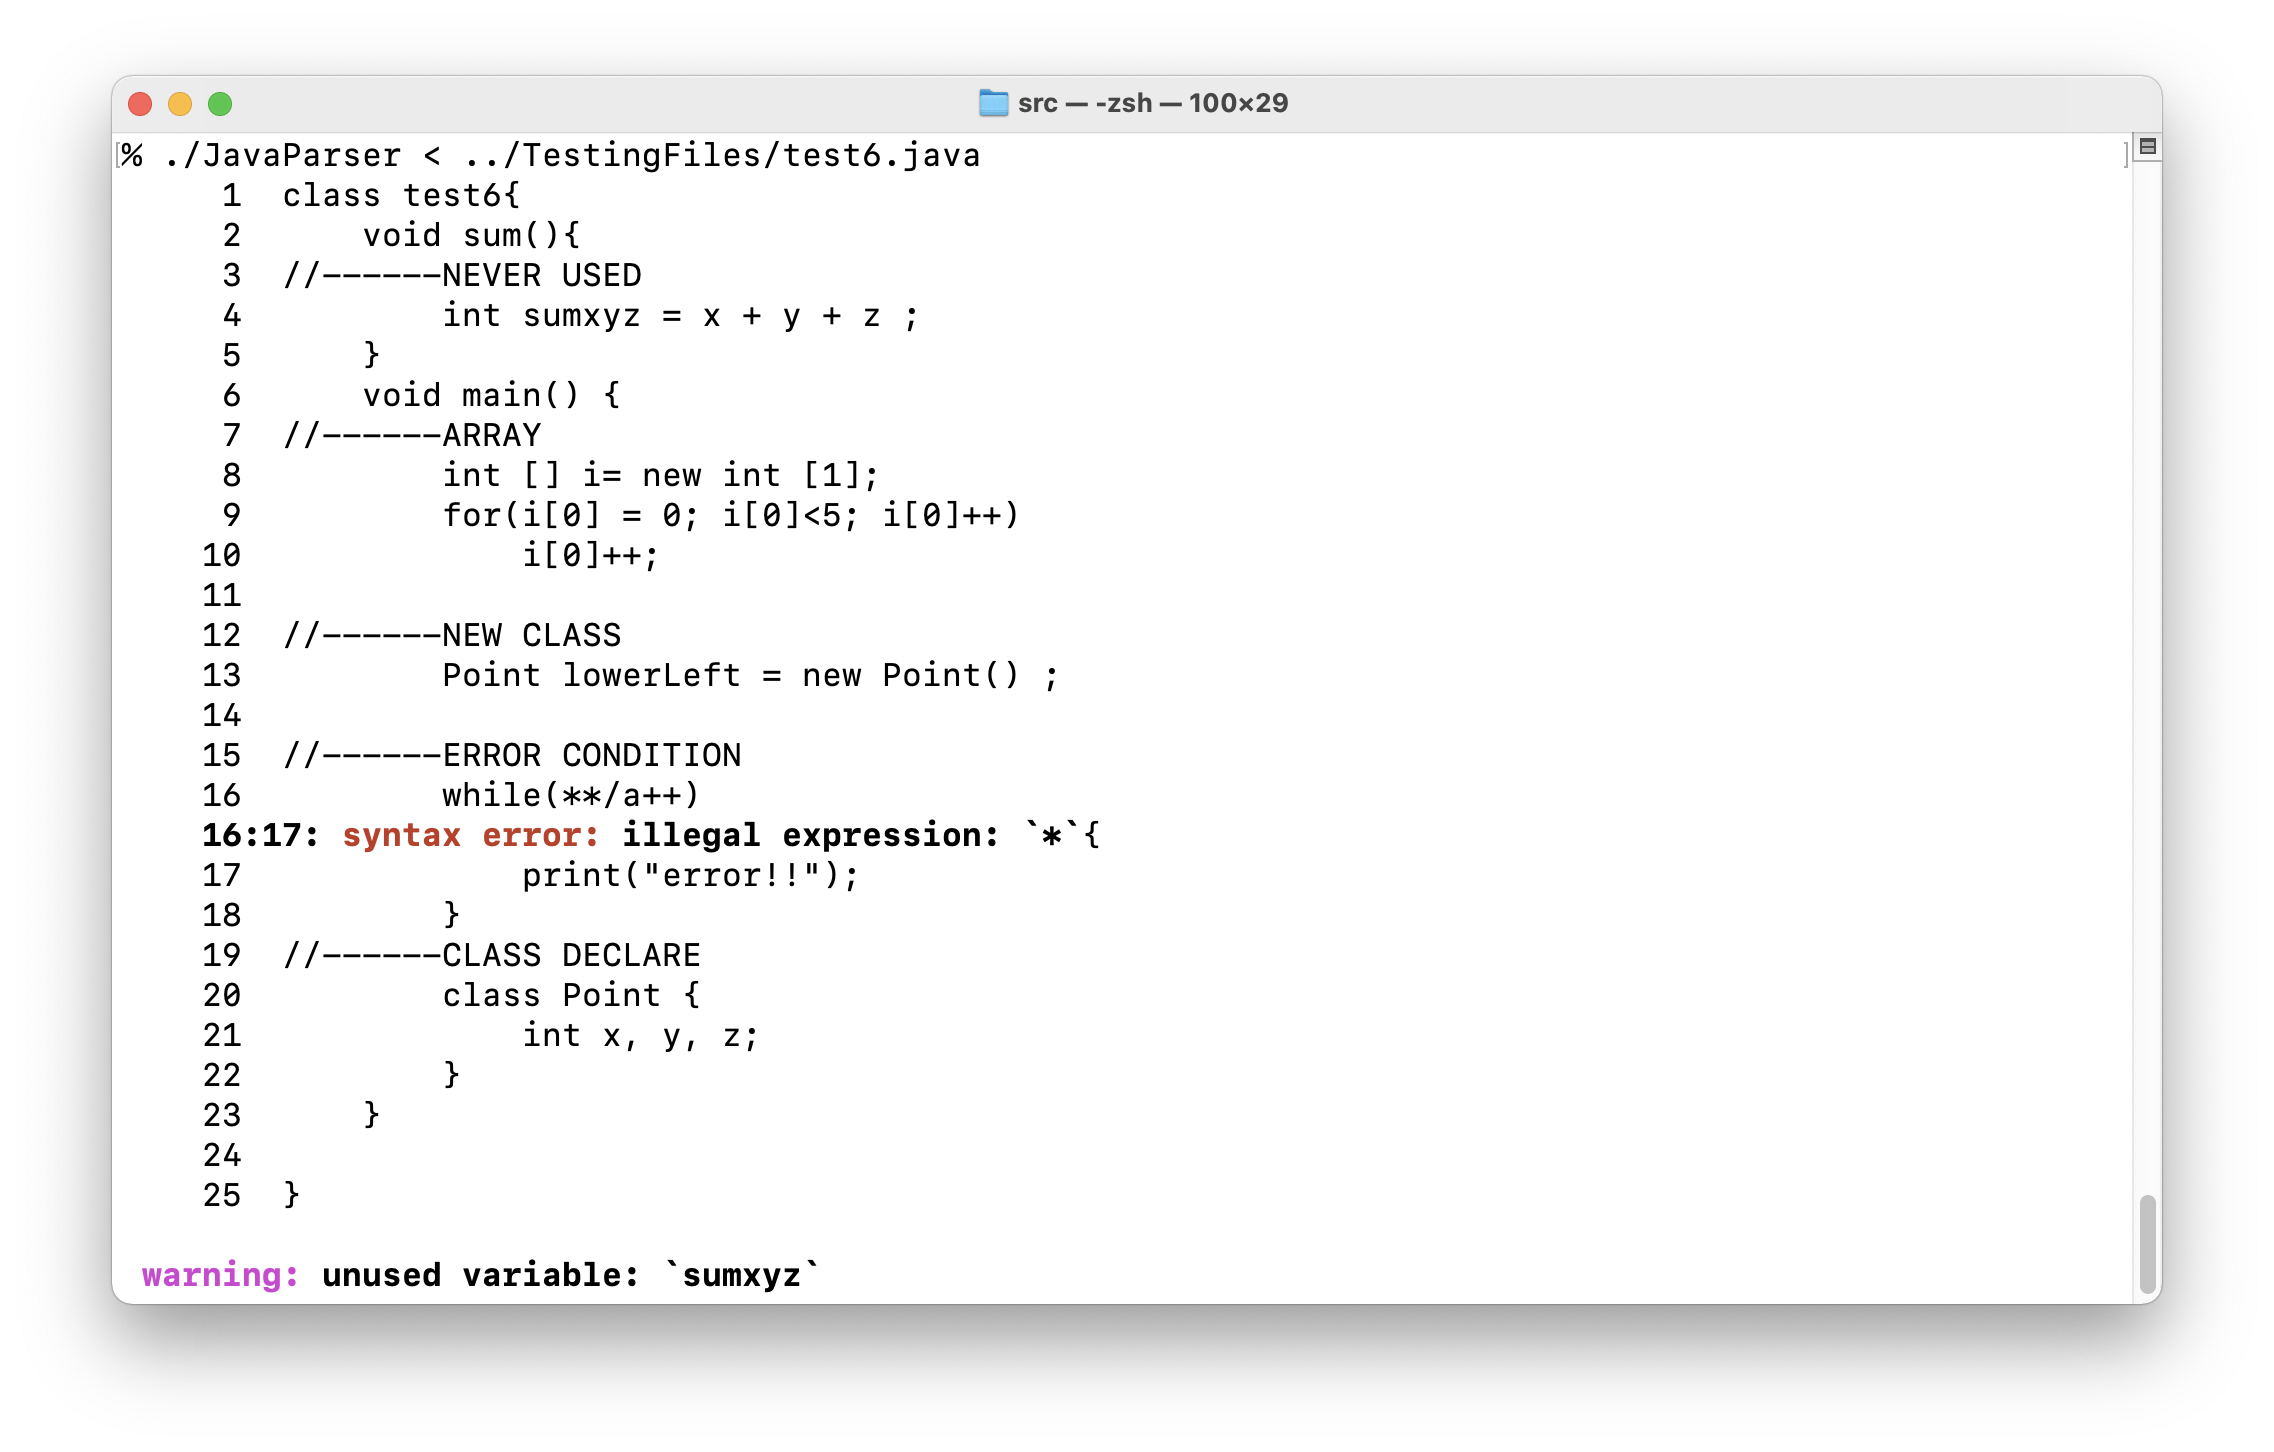 src — -zsh — 100×29
% ./JavaParser < ../TestingFiles/test6.java
1  class test6{
2      void sum(){
3  //------NEVER USED
4          int sumxyz = x + y + z ;
5      }
6      void main() {
7  //------ARRAY
8          int [] i= new int [1];
9          for(i[0] = 0; i[0]<5; i[0]++)
10              i[0]++;
11
12  //------NEW CLASS
13          Point lowerLeft = new Point() ;
14
15  //------ERROR CONDITION
16          while(**/a++)
16:17: syntax error: illegal expression: `*`{
17              print("error!!");
18          }
19  //------CLASS DECLARE
20          class Point {
21              int x, y, z;
22          }
23      }
24
25  }
warning: unused variable: `sumxyz`